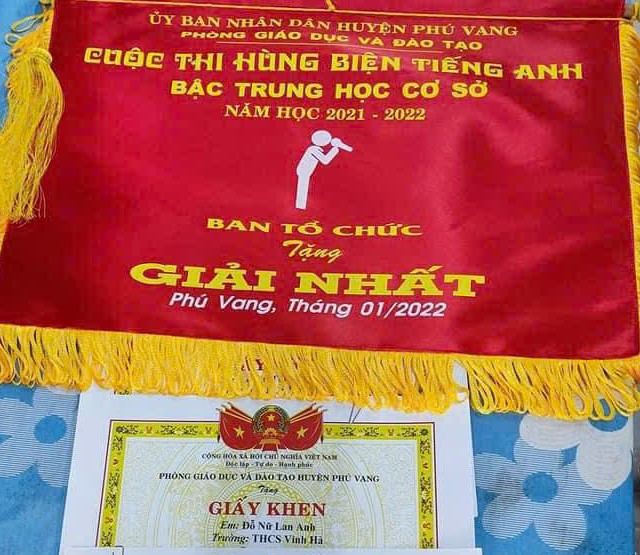 ỦY BAN NHÂN DÂN HUYỆN PHÚ VANG
PHÒNG GIÁO DỤC VÀ ĐÀO TẠO
CUỘC THI HÙNG BIỆN TIẾNG ANH
BẬC TRUNG HỌC CƠ SỞ
NĂM HỌC 2021 - 2022
BAN TỔ CHỨC
Tặng
GIẢI NHẤT
Phú Vang, Tháng 01/2022
CỘNG HÒA XÃ HỘI CHỦ NGHĨA VIỆT NAM
Độc lập - Tự do - Hạnh phúc
PHÒNG GIÁO DỤC VÀ ĐÀO TẠO HUYỆN PHÚ VANG
Tặng
GIẤY KHEN
Em: Đỗ Nữ Lan Anh
Trường: THCS Vinh Hà